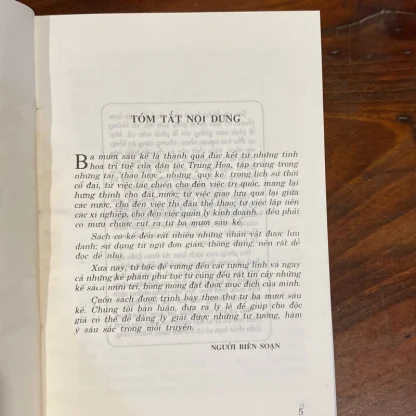 TÓM TẮT NỘI DUNG
Ba mươi sáu kế là thành quả đúc kết từ những tinh
hoa trí tuệ của dân tộc Trung Hoa, tập trung trong
những tài "thao lược", những "quỷ kế" trong lịch sử thời
cổ đại, từ việc tác chiến cho đến việc trị quốc, mang lại
hưng thịnh cho đất nước; từ việc giao lưu qua lại giữa
các nước, cho đến việc thi đấu thể thao; từ việc lập nên
các xí nghiệp, cho đến việc quản lý kinh doanh... đều phải
có mưu chước rút ra từ ba mươi sáu kế.
Sách có kể đến rất nhiều những nhân vật được lưu
danh; sử dụng từ ngữ đơn giản, thông dụng, nên rất dễ
đọc dễ nhớ.
Xưa nay, từ bậc đế vương đến các tướng lĩnh và ngay
cả những kẻ phàm phu tục tử cũng đều rất tin cậy những
kế sách mưu trí, hòng mong đạt được mục đích của mình.
Cuốn sách được trình bày theo thứ tự ba mươi sáu
kế. Chúng tôi bàn luận, đưa ra lý lẽ để giúp cho độc
giả có thể dễ dàng lý giải được những tư tưởng, hàm
ý sâu sắc trong mỗi truyện.
NGƯỜI BIÊN SOẠN
5